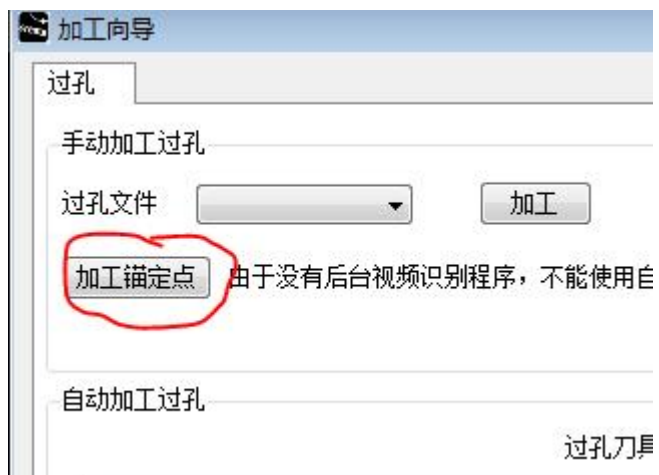 加工向导
过孔
手动加工过孔
过孔文件 加工
加工锚定点 由于没有后台视频识别程序，不能使用自
自动加工过孔
过孔刀具